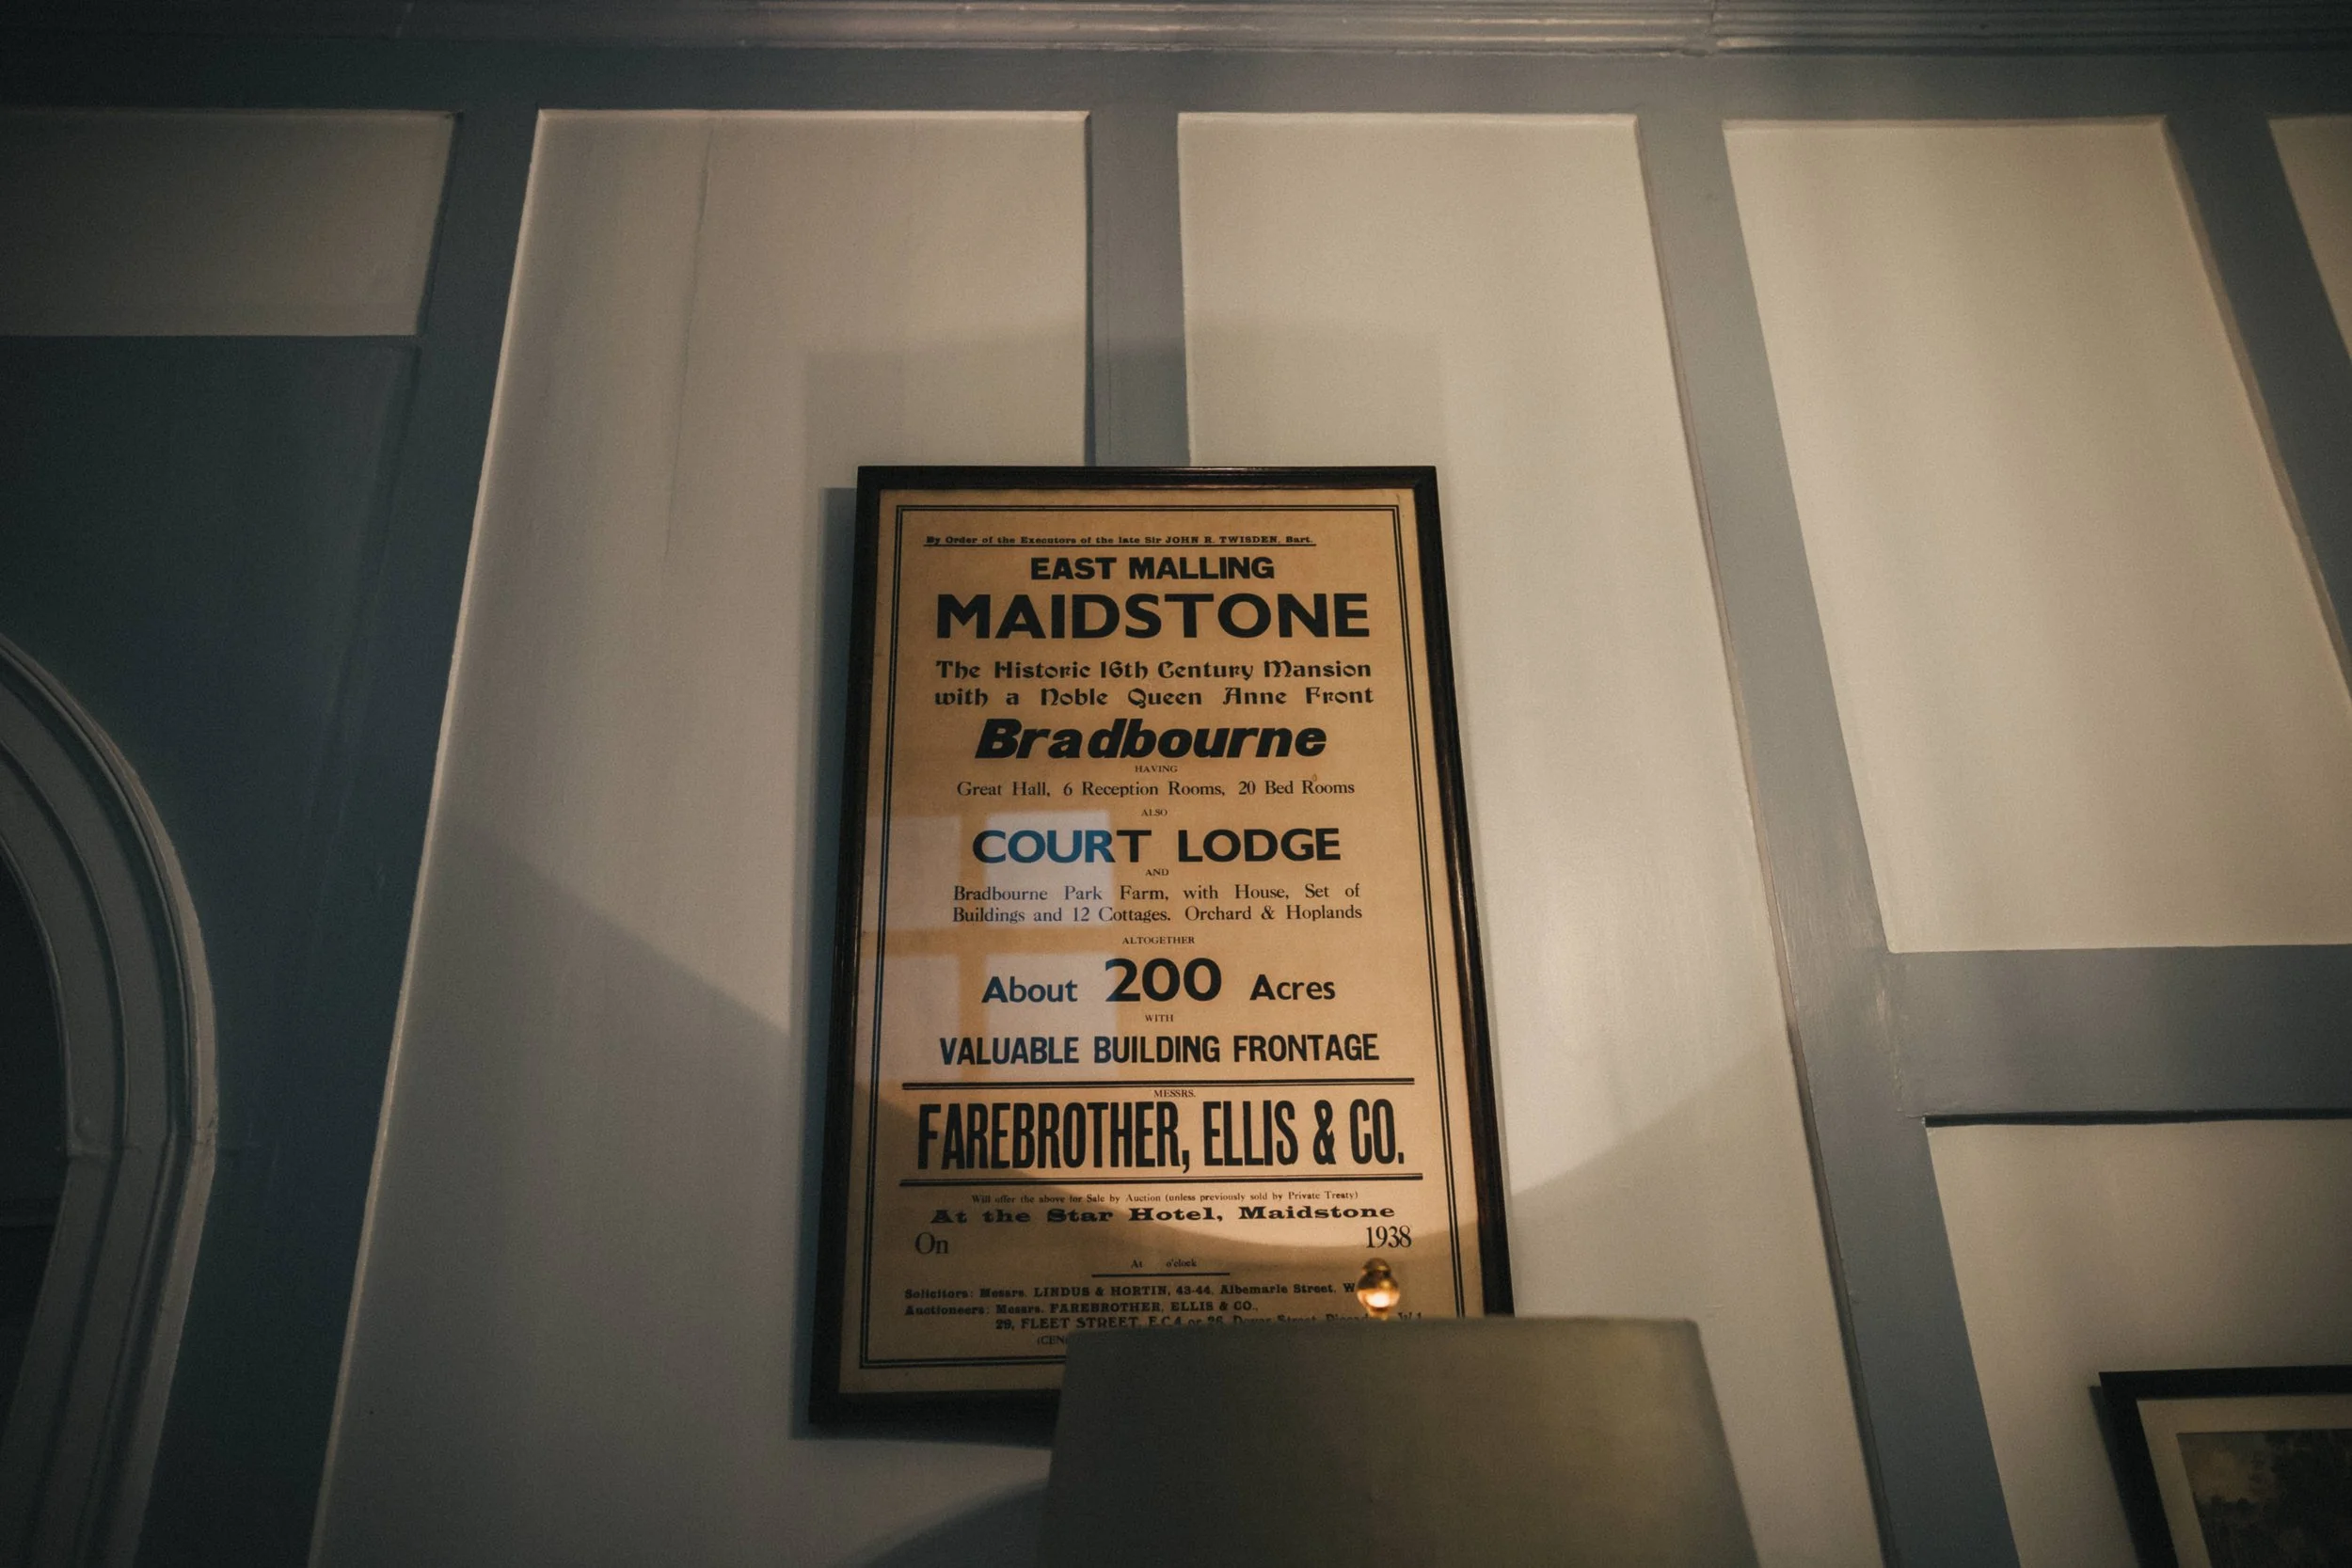 By Order of the Executors of the late Sir JOHN R. TWISDEN, Bart.
EAST MALLING
MAIDSTONE
The Historic 16th Century Mansion
with a Noble Queen Anne Front
Bradbourne
HAVING
Great Hall, 6 Reception Rooms, 20 Bed Rooms
ALSO
COURT LODGE
AND
Bradbourne Park Farm, with House, Set of
Buildings and 12 Cottages. Orchard & Hoplands
ALTOGETHER
About 200 Acres
WITH
VALUABLE BUILDING FRONTAGE
MESSRS.
FAREBROTHER, ELLIS & CO.
Will offer the above for Sale by Auction (unless previously sold by Private Treaty)
At the Star Hotel, Maidstone
On 1938
At o'clock
Solicitors: Messrs. LINDUS & HORTIN, 43-44, Albemarle Street, W
Auctioneers: Messrs. FAREBROTHER, ELLIS & CO.,
29, FLEET STREET, E.C.4 or 26,